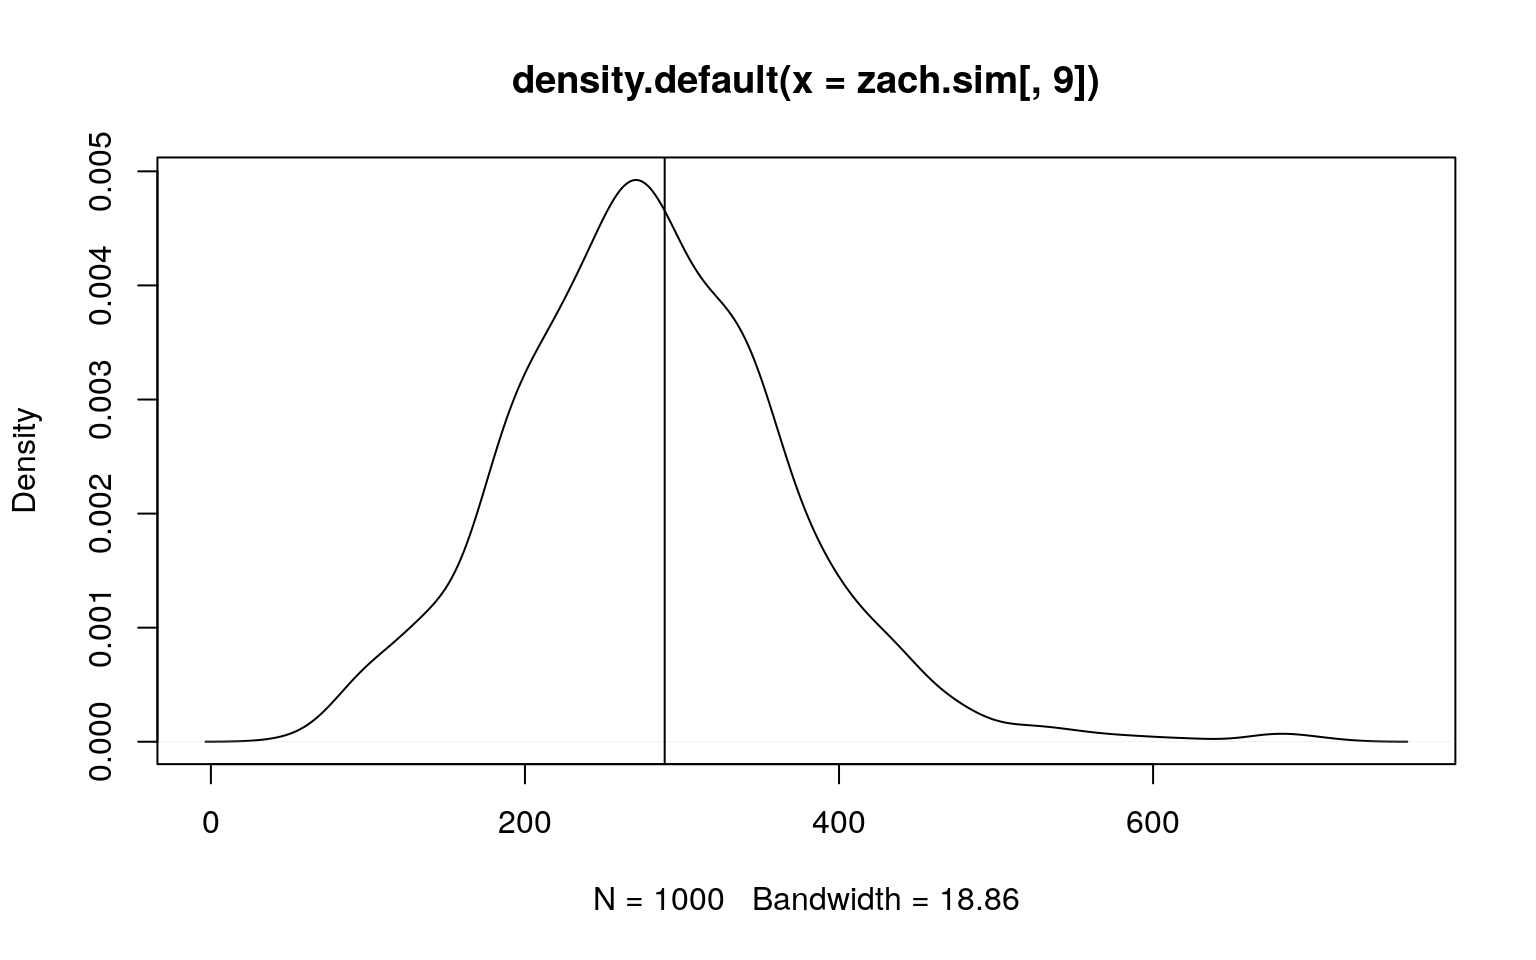 density.default(x = zach.sim[, 9])
Density
0.005
0.004
0.003
0.002
0.001
0.000
0 200 400 600
N = 1000 Bandwidth = 18.86